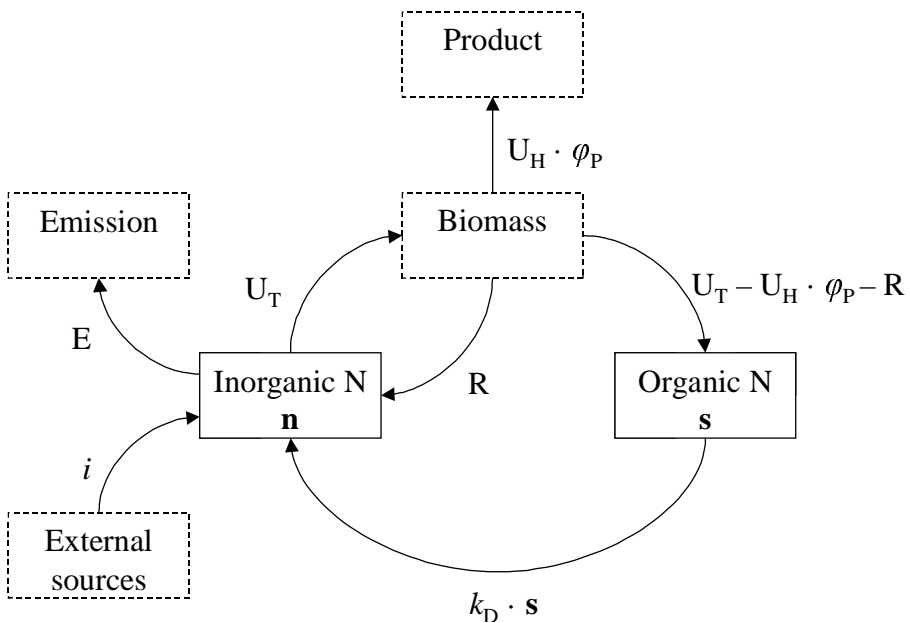 Product
U_H · φ_P
Emission
Biomass
U_T
U_T – U_H · φ_P – R
E
Inorganic N
n
R
Organic N
s
i
External
sources
k_D · s